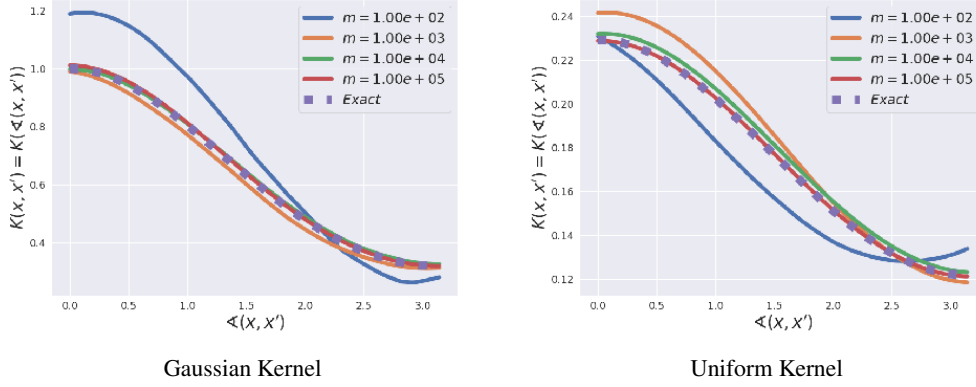 1.2
1.0
0.8
0.6
0.4
0.0 0.5 1.0 1.5 2.0 2.5 3.0
K(x, x′) = K(∢(x, x′))
∢(x, x′)
m = 1.00e + 02
m = 1.00e + 03
m = 1.00e + 04
m = 1.00e + 05
Exact
Gaussian Kernel
0.24
0.22
0.20
0.18
0.16
0.14
0.12
0.0 0.5 1.0 1.5 2.0 2.5 3.0
K(x, x′) = K(∢(x, x′))
∢(x, x′)
m = 1.00e + 02
m = 1.00e + 03
m = 1.00e + 04
m = 1.00e + 05
Exact
Uniform Kernel